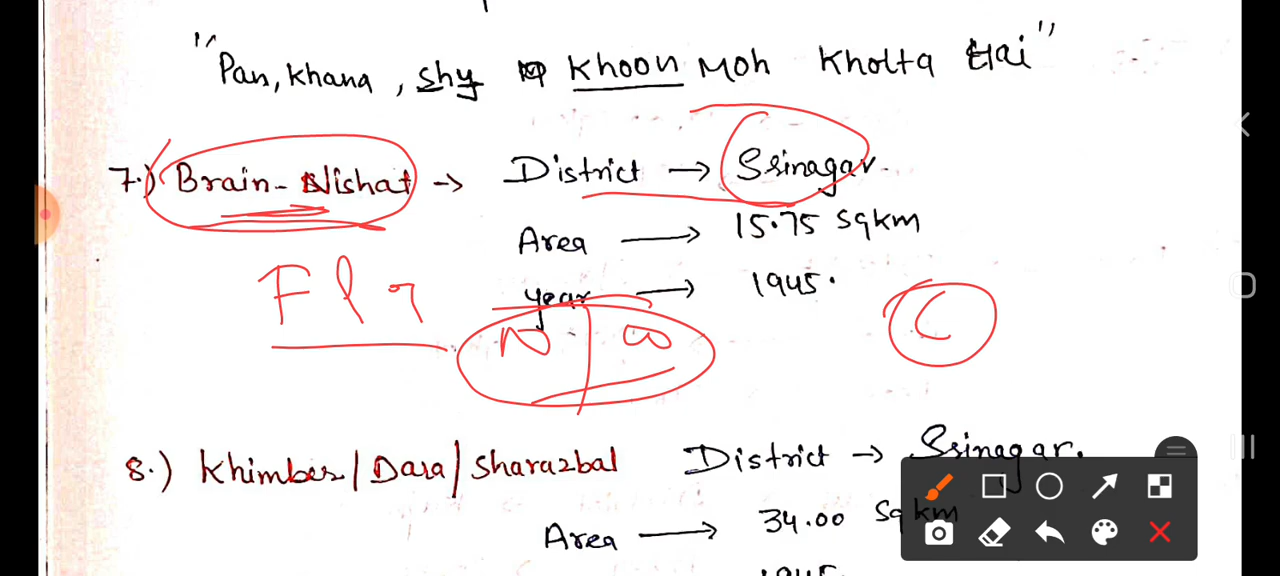 "Pan, khana, shy khoon Moh Kholta Hai"
7.) Brain-Nishat → District → Srinagar.
Area → 15.75 Sqkm
year → 1945.
8.) Khimber/Dara/Sharazbal District → Srinagar.
Area → 34.00 Sqkm